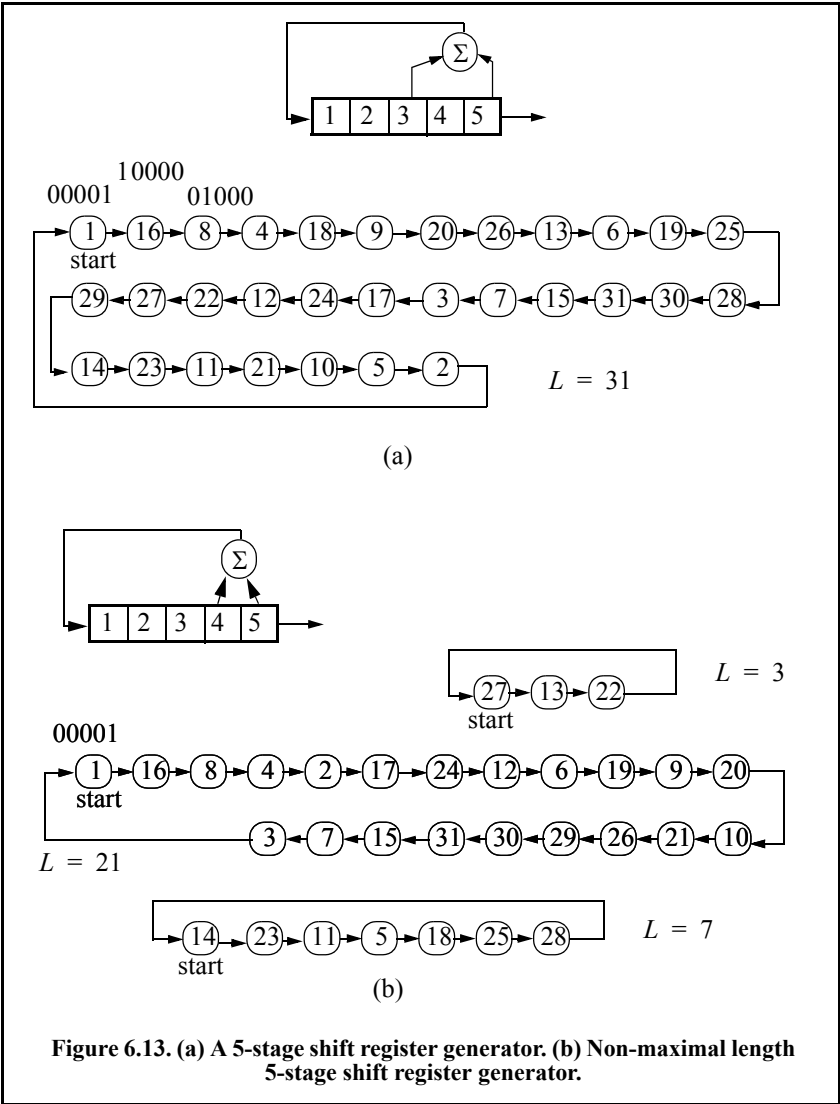 Σ
1 2 3 4 5
10000
00001 01000
1 16 8 4 18 9 20 26 13 6 19 25
start
29 27 22 12 24 17 3 7 15 31 30 28
14 23 11 21 10 5 2
L = 31
(a)
Σ
1 2 3 4 5
L = 3
27 13 22
start
00001
1 16 8 4 2 17 24 12 6 19 9 20
start
3 7 15 31 30 29 26 21 10
L = 21
14 23 11 5 18 25 28
L = 7
start
(b)
Figure 6.13. (a) A 5-stage shift register generator. (b) Non-maximal length
5-stage shift register generator.